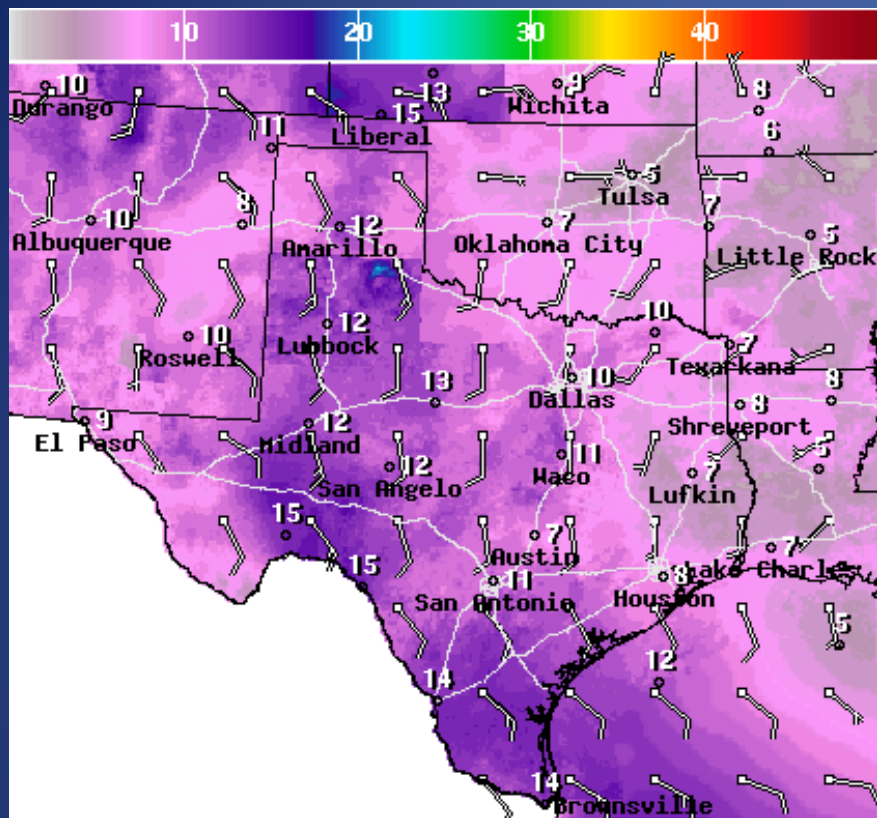 10 20 30 40
10 13 9 8
Durango Wichita
15
Liberal
11 6
5
Tulsa
10 8 12 7 7 5
Albuquerque Amarillo Oklahoma City Little Rock
10 12 10
Roswell Lubbock 7
Texarkana
10
Dallas
13 8 8
9 12 Shreveport
El Paso Midland
12 11 5
San Angelo Waco 7
Lufkin
15 7 7
Austin
15 11 8 Lake Charles
San Antonio Houston
5
12
14
14
Brownsville